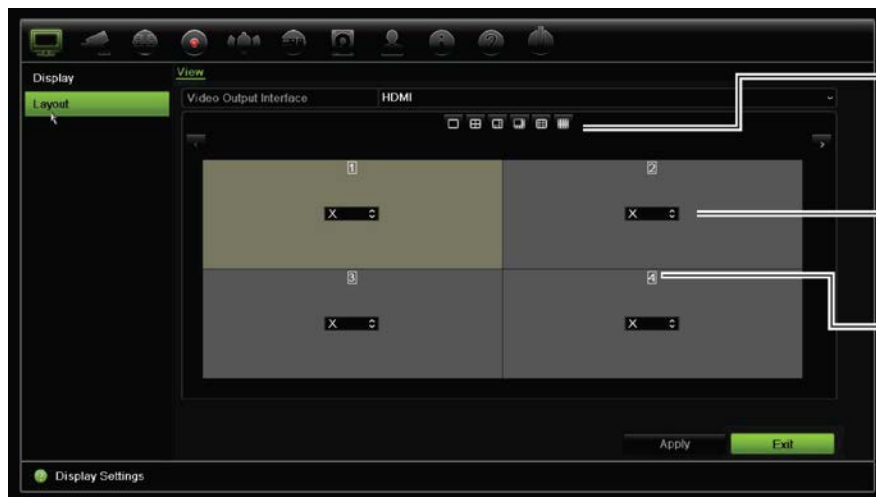 Display
View
Layout
Video Output Interface HDMI
1
2
X
X
3
4
X
X
Apply
Exit
Display Settings